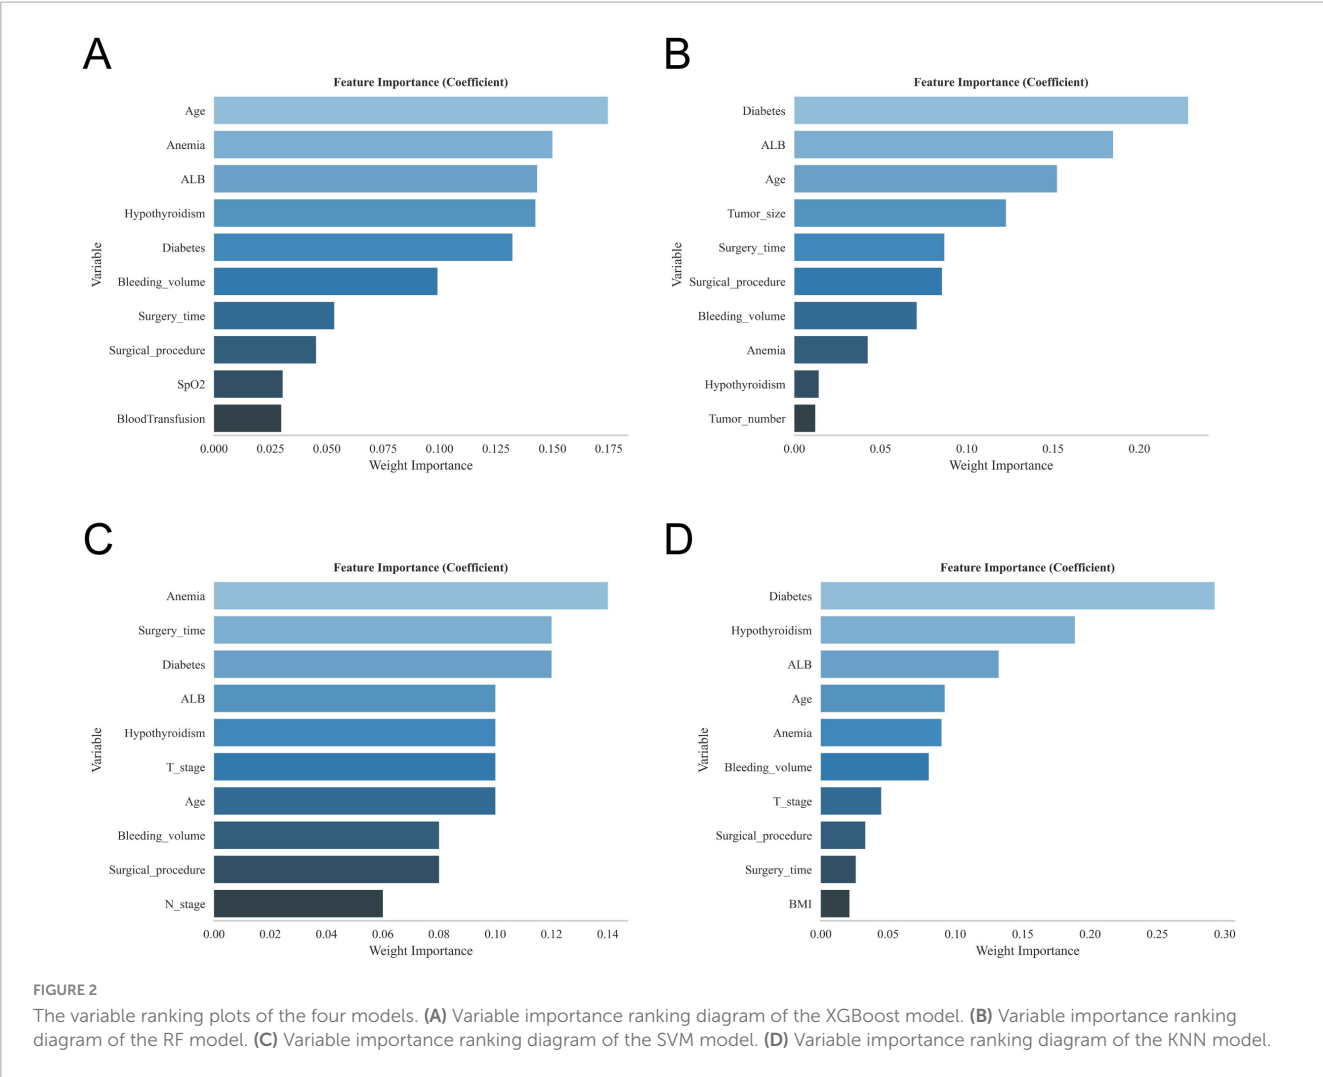 A
Feature Importance (Coefficient)
Variable
Age
Anemia
ALB
Hypothyroidism
Diabetes
Bleeding_volume
Surgery_time
Surgical_procedure
SpO2
BloodTransfusion
0.000 0.025 0.050 0.075 0.100 0.125 0.150 0.175
Weight Importance
B
Feature Importance (Coefficient)
Variable
Diabetes
ALB
Age
Tumor_size
Surgery_time
Surgical_procedure
Bleeding_volume
Anemia
Hypothyroidism
Tumor_number
0.00 0.05 0.10 0.15 0.20
Weight Importance
C
Feature Importance (Coefficient)
Variable
Anemia
Surgery_time
Diabetes
ALB
Hypothyroidism
T_stage
Age
Bleeding_volume
Surgical_procedure
N_stage
0.00 0.02 0.04 0.06 0.08 0.10 0.12 0.14
Weight Importance
D
Feature Importance (Coefficient)
Variable
Diabetes
Hypothyroidism
ALB
Age
Anemia
Bleeding_volume
T_stage
Surgical_procedure
Surgery_time
BMI
0.00 0.05 0.10 0.15 0.20 0.25 0.30
Weight Importance
FIGURE 2
The variable ranking plots of the four models. (A) Variable importance ranking diagram of the XGBoost model. (B) Variable importance ranking
diagram of the RF model. (C) Variable importance ranking diagram of the SVM model. (D) Variable importance ranking diagram of the KNN model.